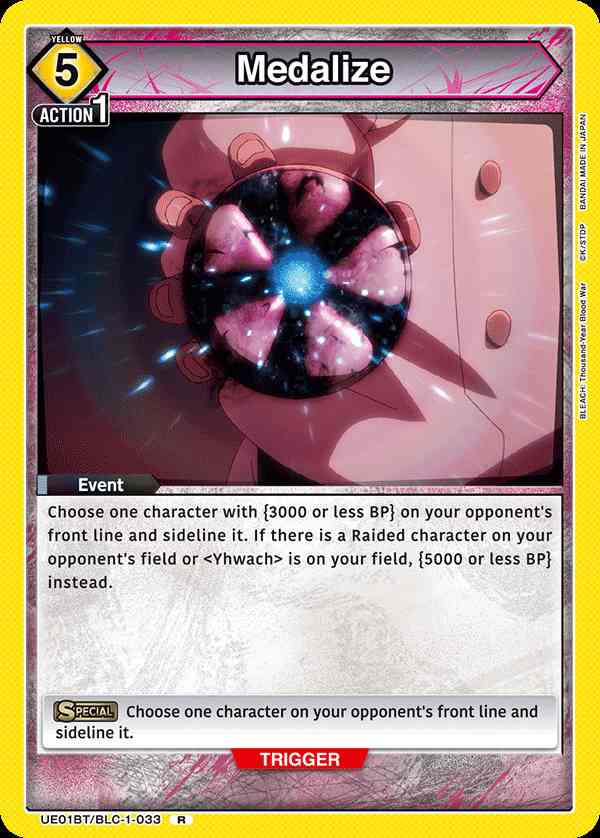 YELLOW
5
Medalize
ACTION 1
BANDAI MADE IN JAPAN
©K/STDP
BLEACH: Thousand-Year Blood War
Event
Choose one character with {3000 or less BP} on your opponent's
front line and sideline it. If there is a Raided character on your
opponent's field or <Yhwach> is on your field, {5000 or less BP}
instead.
SPECIAL Choose one character on your opponent's front line and
sideline it.
TRIGGER
UE01BT/BLC-1-033 R